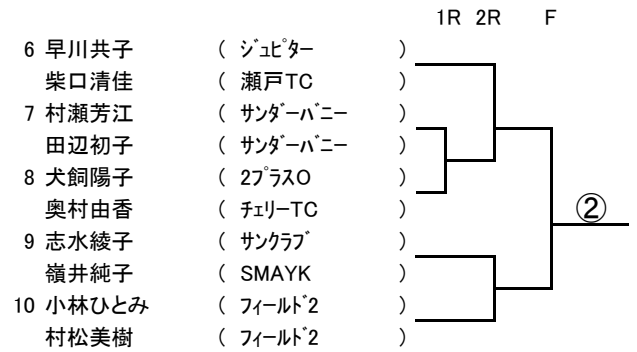 1R 2R F
6 早川共子 ( ジュピター )
柴口清佳 ( 瀬戸TC )
7 村瀬芳江 ( サンダーバニー )
田辺初子 ( サンダーバニー )
8 犬飼陽子 ( 2プラスO )
奥村由香 ( チェリーTC )
②
9 志水綾子 ( サンクラブ )
嶺井純子 ( SMAYK )
10 小林ひとみ ( フィールド2 )
村松美樹 ( フィールド2 )